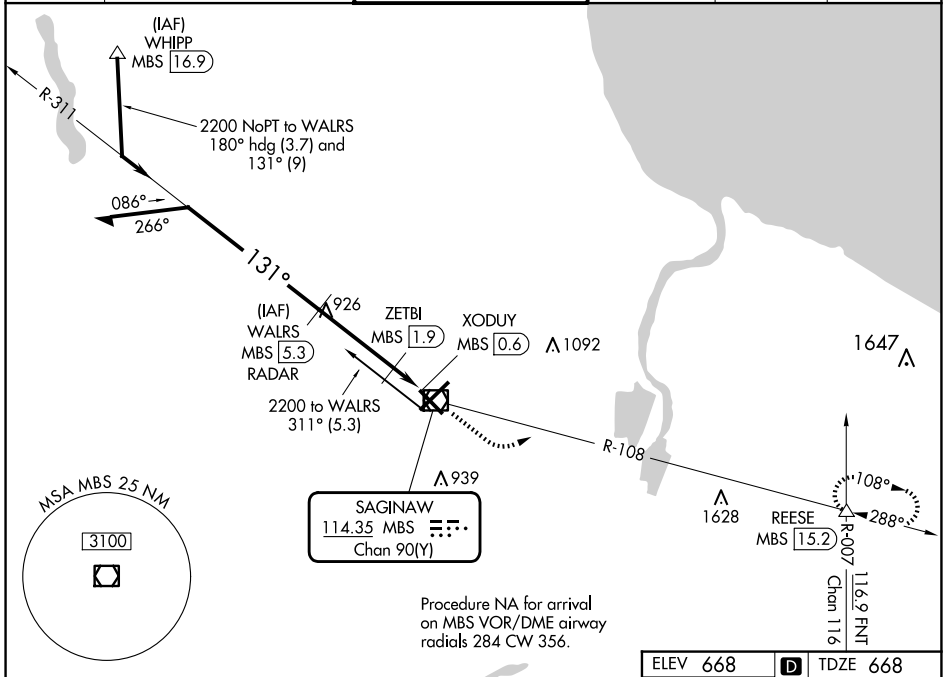 (IAF)
WHIPP
MBS 16.9
R-311
2200 NoPT to WALRS
180° hdg (3.7) and
131° (9)
086°
266°
131°
(IAF)
WALRS
MBS 5.3
RADAR
926
ZETBI
MBS 1.9
XODUY
MBS 0.6
1092
1647
2200 to WALRS
311° (5.3)
R-108
939
1628
REESE
MBS 15.2
108°
288°
R-007
116.9 FNT
Chan 116
SAGINAW
114.35 MBS
Chan 90(Y)
MSA MBS 25 NM
3100
Procedure NA for arrival
on MBS VOR/DME airway
radials 284 CW 356.
ELEV 668 D TDZE 668